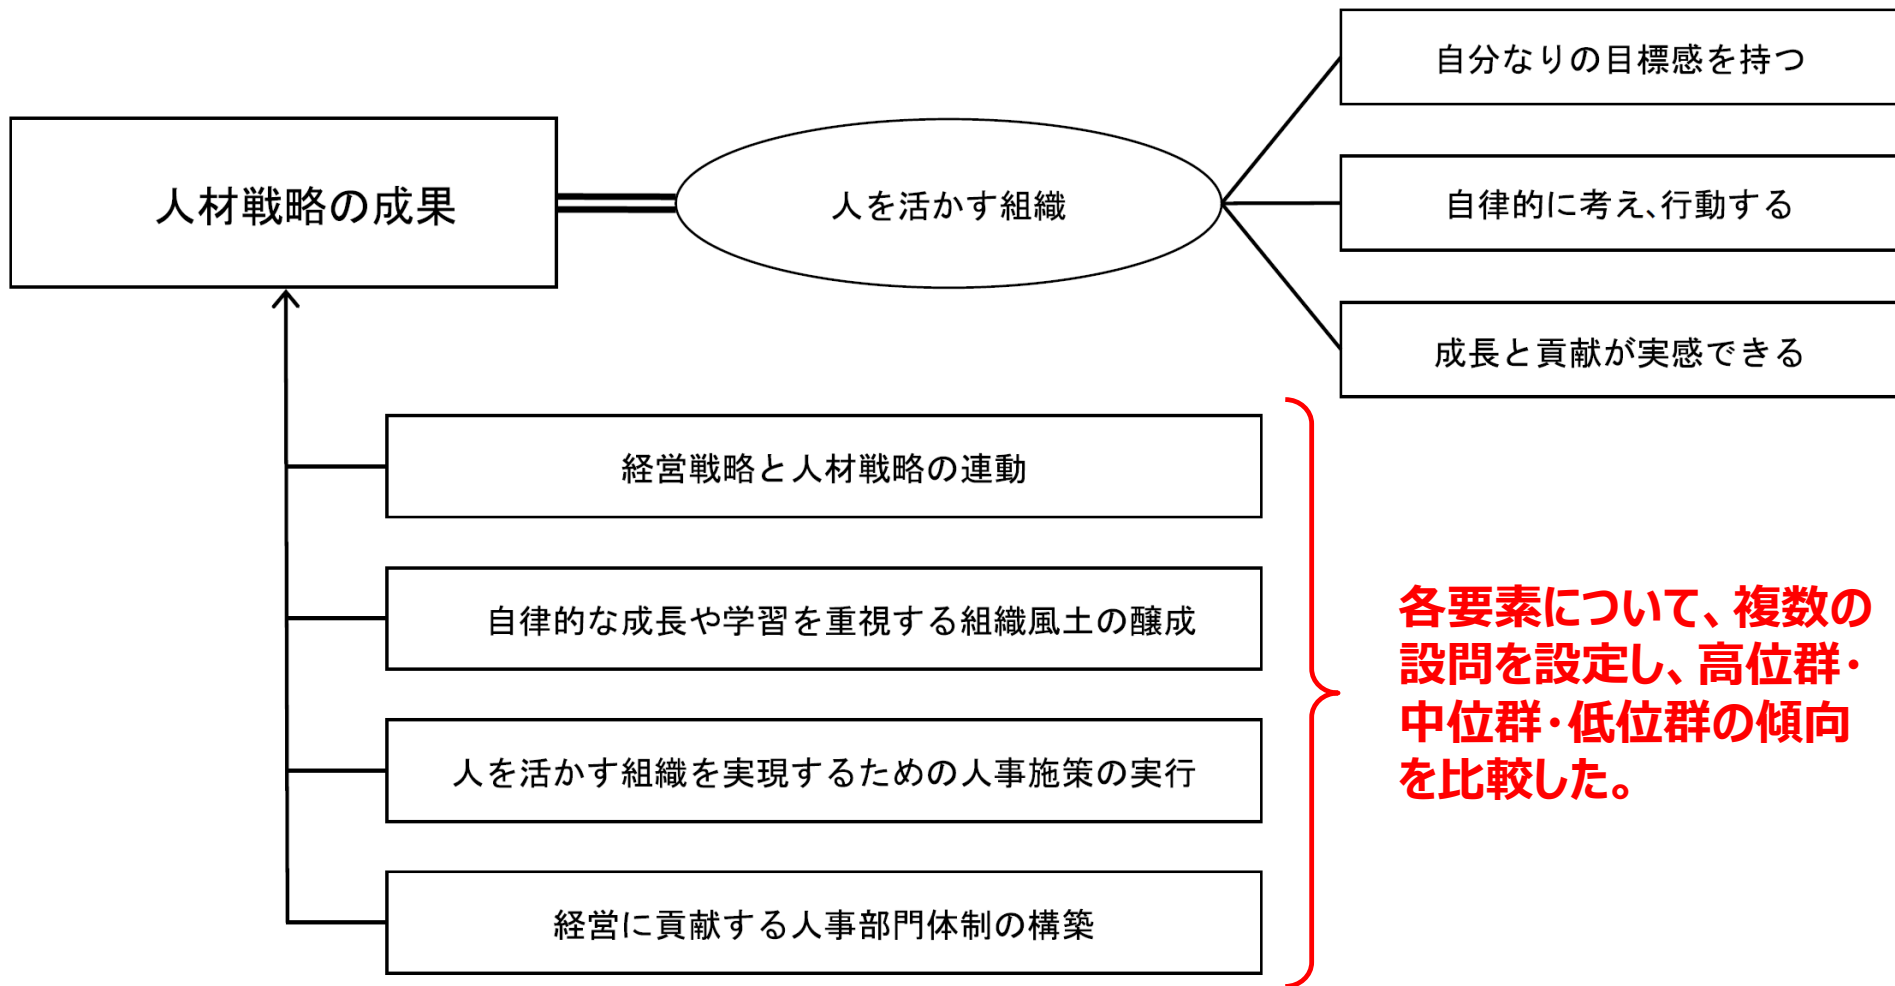 自分なりの目標感を持つ
人材戦略の成果
人を活かす組織
自律的に考え、行動する
成長と貢献が実感できる
経営戦略と人材戦略の連動
自律的な成長や学習を重視する組織風土の醸成
人を活かす組織を実現するための人事施策の実行
経営に貢献する人事部門体制の構築
各要素について、複数の
設問を設定し、高位群・
中位群・低位群の傾向
を比較した。